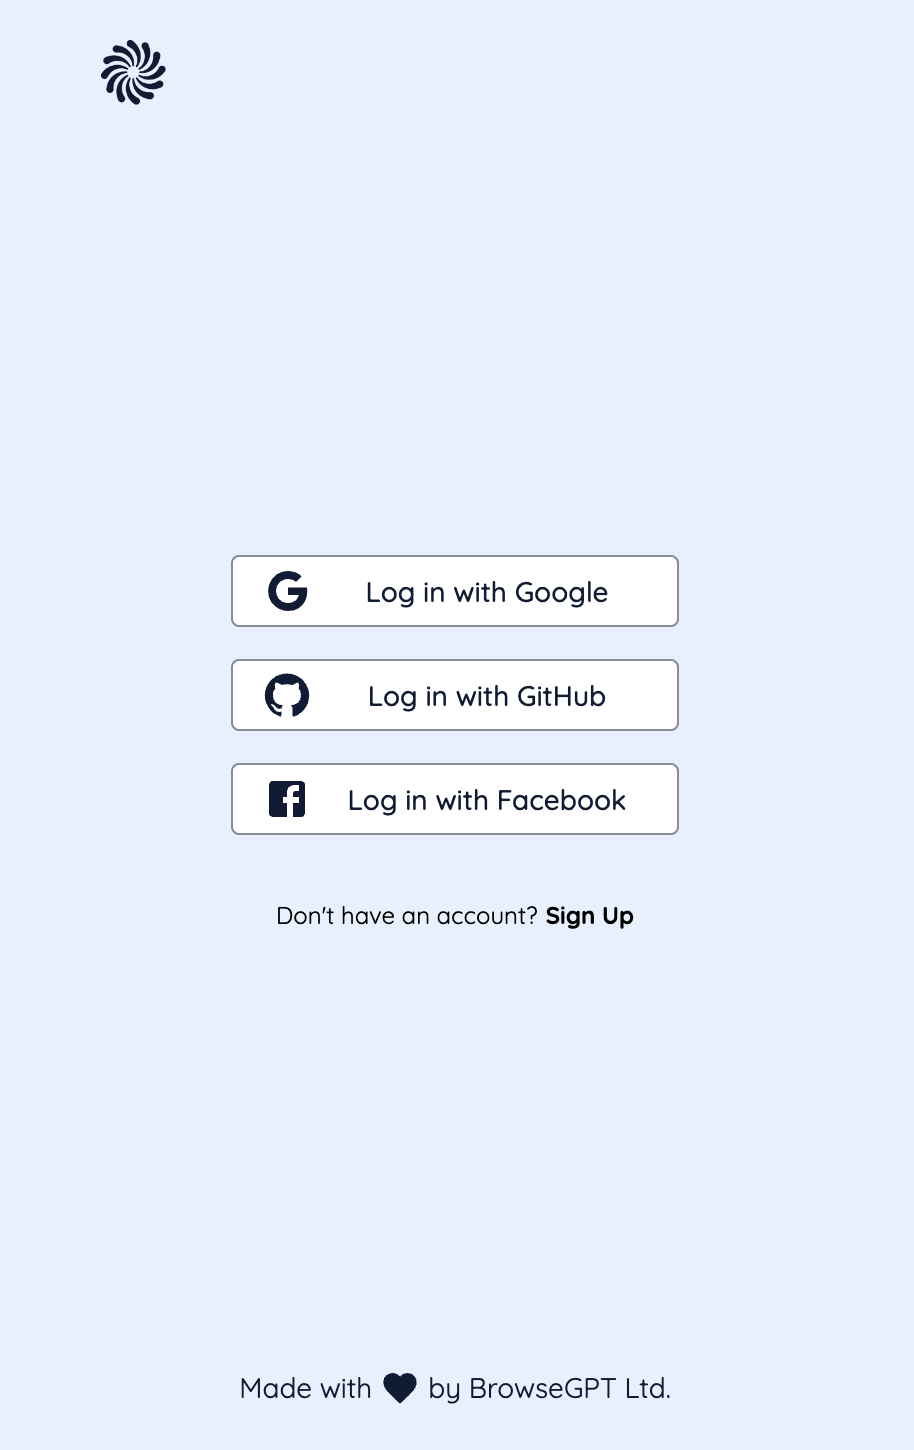 Log in with Google
Log in with GitHub
Log in with Facebook
Don't have an account? Sign Up
Made with by BrowseGPT Ltd.